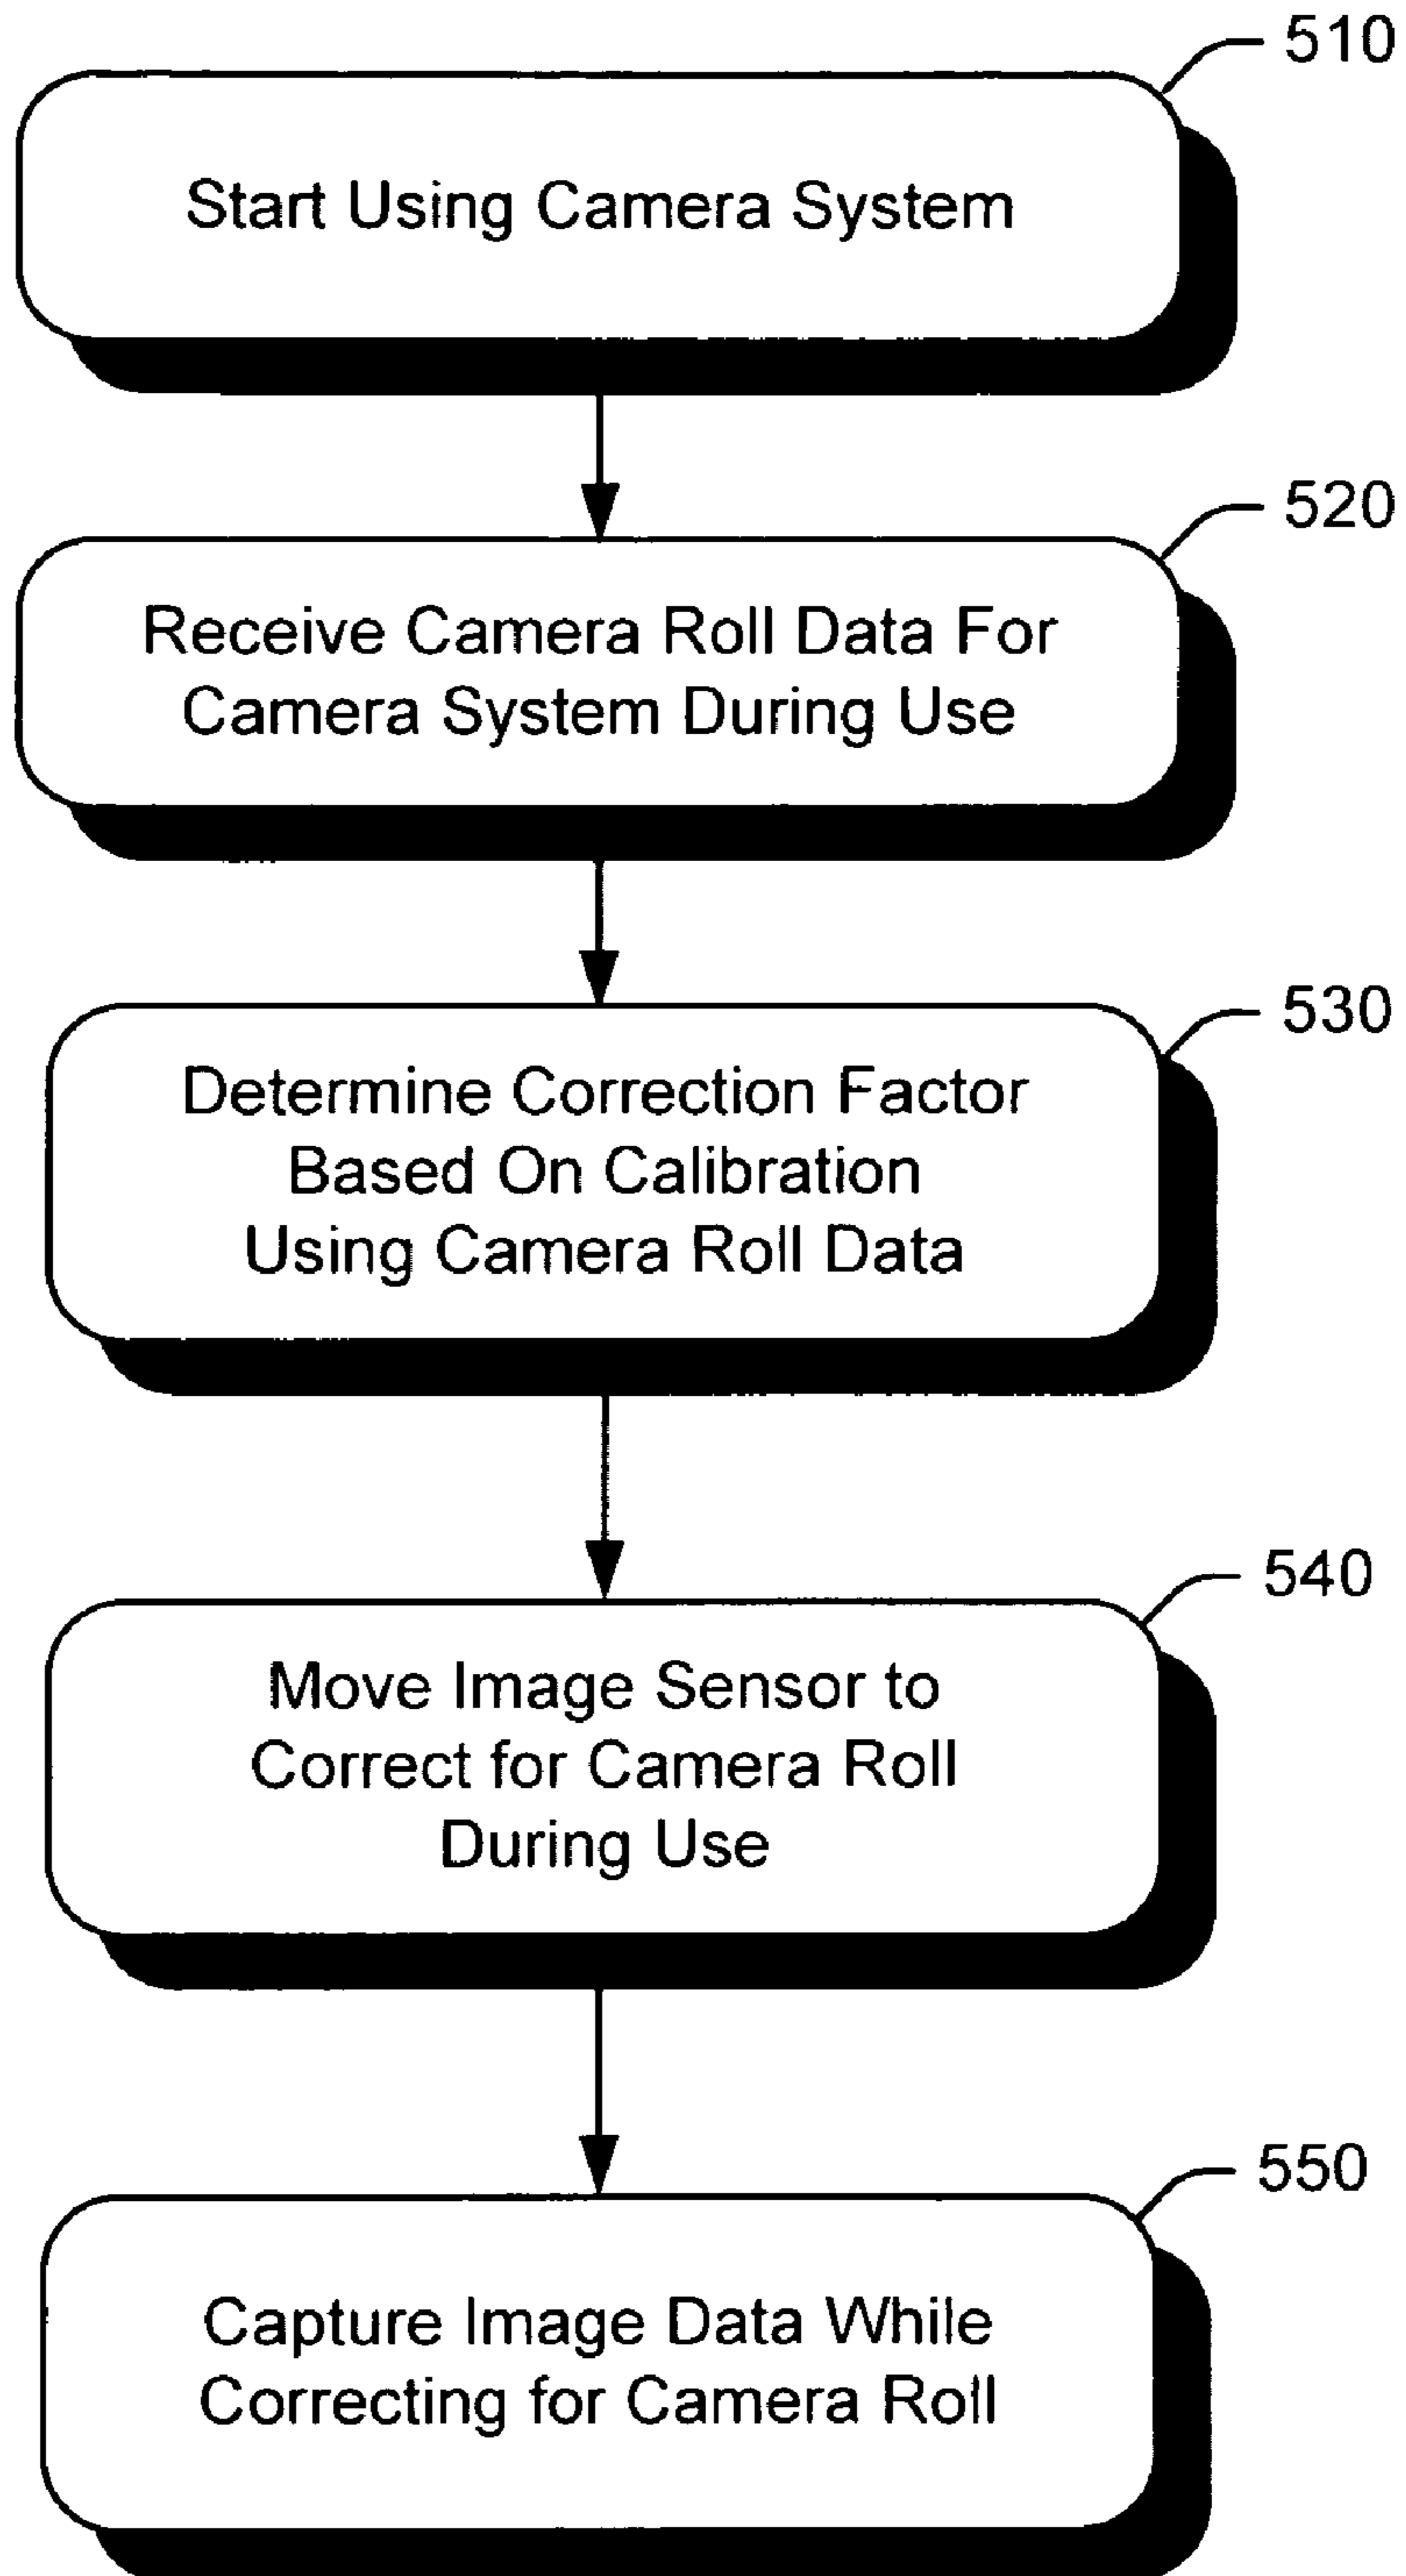 510
Start Using Camera System
520
Receive Camera Roll Data For
Camera System During Use
530
Determine Correction Factor
Based On Calibration
Using Camera Roll Data
540
Move Image Sensor to
Correct for Camera Roll
During Use
550
Capture Image Data While
Correcting for Camera Roll